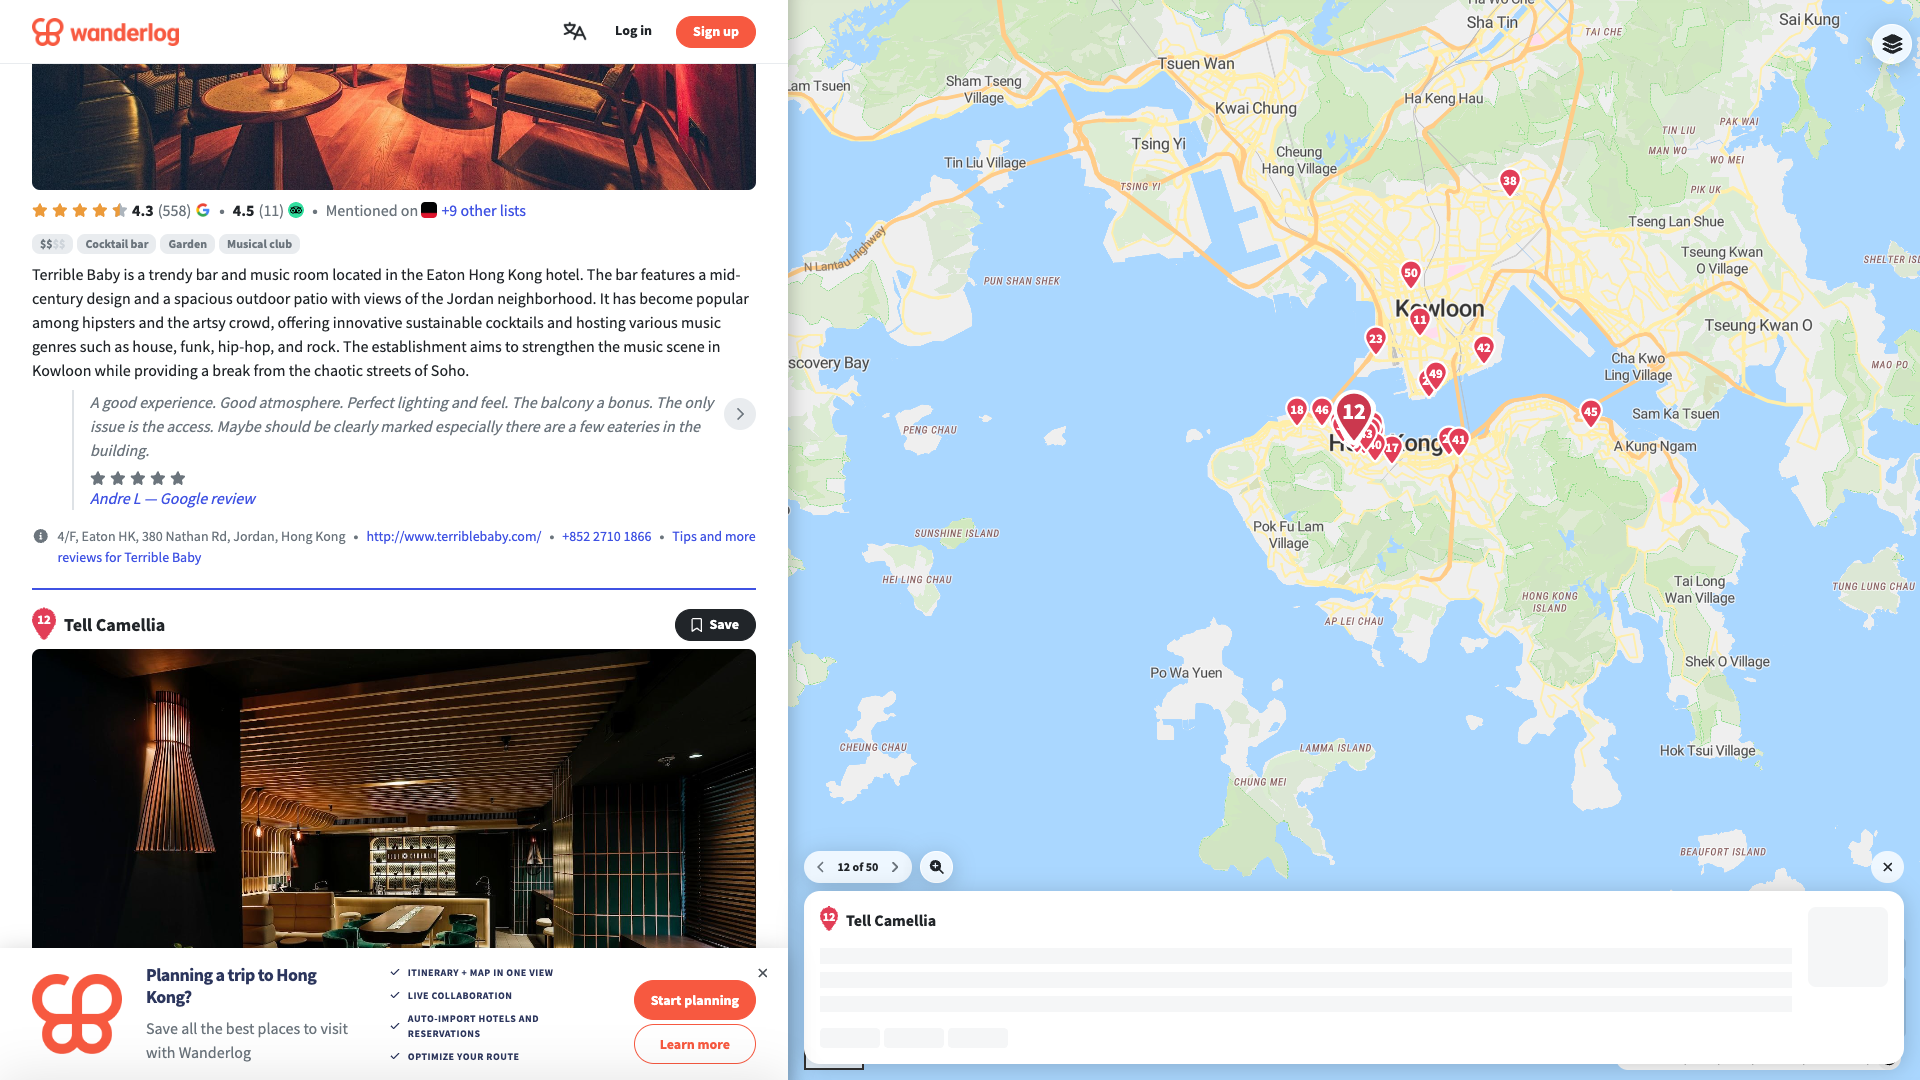 wanderlog
Log in
Sign up
4.3 (558) • 4.5 (11) • Mentioned on +9 other lists
$$$$ Cocktail bar Garden Musical club
Terrible Baby is a trendy bar and music room located in the Eaton Hong Kong hotel. The bar features a mid-
century design and a spacious outdoor patio with views of the Jordan neighborhood. It has become popular
among hipsters and the artsy crowd, offering innovative sustainable cocktails and hosting various music
genres such as house, funk, hip-hop, and rock. The establishment aims to strengthen the music scene in
Kowloon while providing a break from the chaotic streets of Soho.
A good experience. Good atmosphere. Perfect lighting and feel. The balcony a bonus. The only
issue is the access. Maybe should be clearly marked especially there are a few eateries in the
building.
Andre L — Google review
4/F, Eaton HK, 380 Nathan Rd, Jordan, Hong Kong • http://www.terriblebaby.com/ • +852 2710 1866 • Tips and more
reviews for Terrible Baby
12 Tell Camellia
Save
Planning a trip to Hong
Kong?
Save all the best places to visit
with Wanderlog
ITINERARY + MAP IN ONE VIEW
LIVE COLLABORATION
AUTO-IMPORT HOTELS AND
RESERVATIONS
OPTIMIZE YOUR ROUTE
Start planning
Learn more
Sha Tin
Sai Kung
TAI CHE
Tsuen Wan
Lam Tsuen
Sham Tseng
Village
Kwai Chung
Ha Keng Hau
PAK WAI
TIN LIU
MAN WO
WO MEI
Tsing Yi
Cheung
Hang Village
Tin Liu Village
TSING YI
38
PIK UK
Tseng Lan Shue
N Lantau Highway
PUN SHAN SHEK
Tseung Kwan
O Village
50
Kowloon
11
23
42
Tseung Kwan O
scovery Bay
Cha Kwo
Ling Village
MAO PO
49
18
46
12
45
Sam Ka Tsuen
PENG CHAU
Hong Kong
17
41
A Kung Ngam
SUNSHINE ISLAND
Pok Fu Lam
Village
HEI LING CHAU
HONG KONG
ISLAND
Tai Long
Wan Village
TUNG LUNG CHAU
AP LEI CHAU
Shek O Village
Po Wa Yuen
CHEUNG CHAU
LAMMA ISLAND
Hok Tsui Village
CHUNG MEI
BEAUFORT ISLAND
12 of 50
12 Tell Camellia